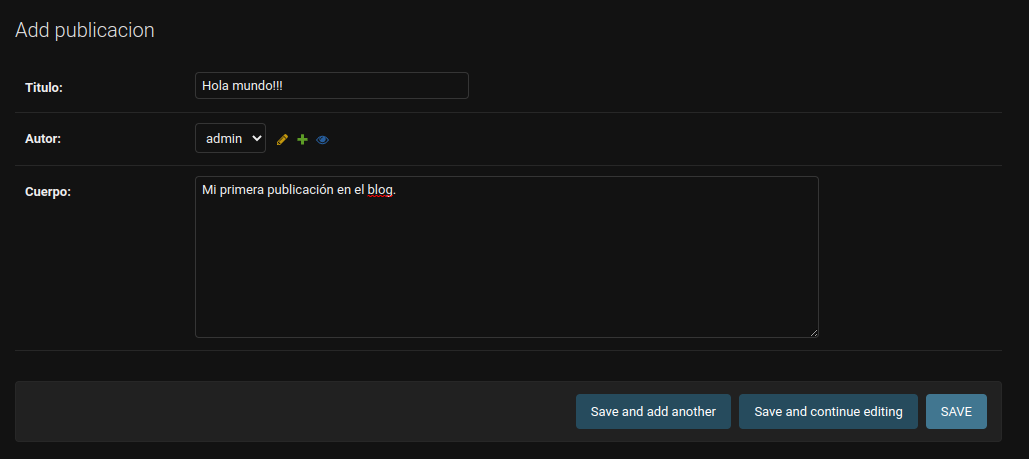 Add publicacion
Titulo: Hola mundo!!!
Autor: admin
Cuerpo: Mi primera publicación en el blog.
Save and add another Save and continue editing SAVE